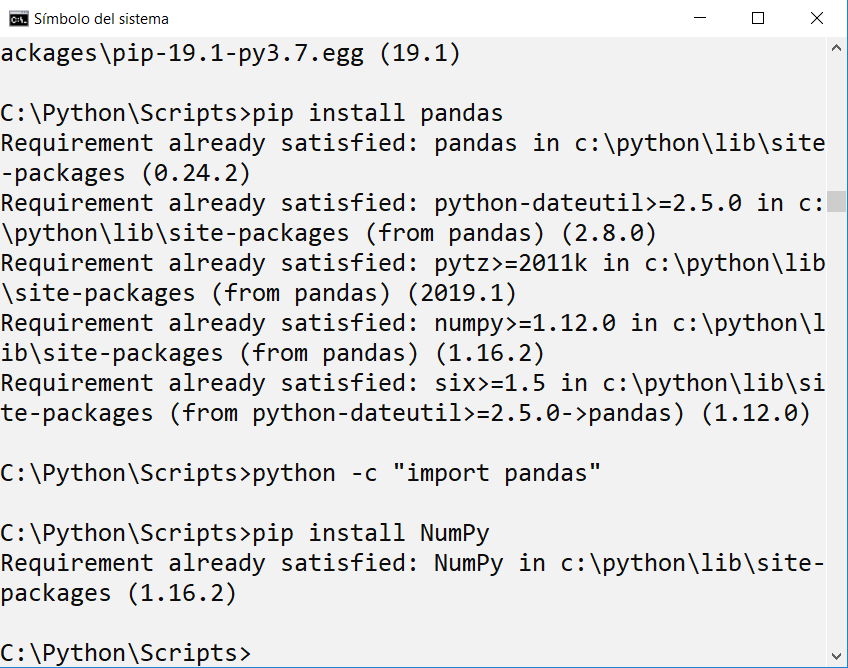 Símbolo del sistema
ackages\pip-19.1-py3.7.egg (19.1)
C:\Python\Scripts>pip install pandas
Requirement already satisfied: pandas in c:\python\lib\site
-packages (0.24.2)
Requirement already satisfied: python-dateutil>=2.5.0 in c:
\python\lib\site-packages (from pandas) (2.8.0)
Requirement already satisfied: pytz>=2011k in c:\python\lib
\site-packages (from pandas) (2019.1)
Requirement already satisfied: numpy>=1.12.0 in c:\python\l
ib\site-packages (from pandas) (1.16.2)
Requirement already satisfied: six>=1.5 in c:\python\lib\si
te-packages (from python-dateutil>=2.5.0->pandas) (1.12.0)
C:\Python\Scripts>python -c "import pandas"
C:\Python\Scripts>pip install NumPy
Requirement already satisfied: NumPy in c:\python\lib\site-
packages (1.16.2)
C:\Python\Scripts>